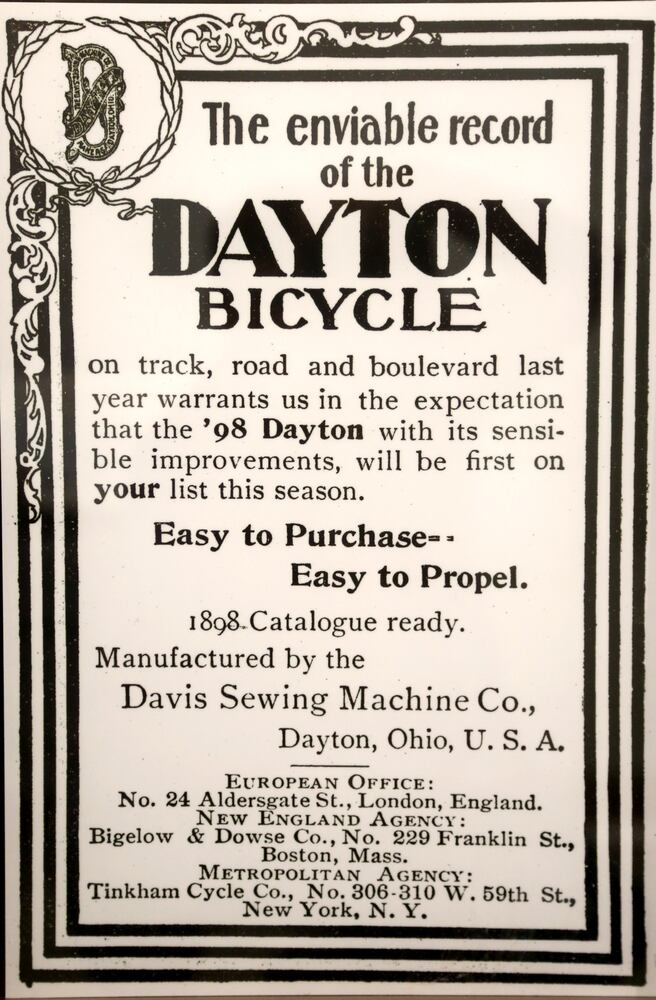 The enviable record
of the
DAYTON
BICYCLE
on track, road and boulevard last
year warrants us in the expectation
that the '98 Dayton with its sensi-
ble improvements, will be first on
your list this season.
Easy to Purchase--
Easy to Propel.
1898 Catalogue ready.
Manufactured by the
Davis Sewing Machine Co.,
Dayton, Ohio, U. S. A.
EUROPEAN OFFICE:
No. 24 Aldersgate St., London, England.
NEW ENGLAND AGENCY:
Bigelow & Dowse Co., No. 229 Franklin St.,
Boston, Mass.
METROPOLITAN AGENCY:
Tinkham Cycle Co., No. 306-310 W. 59th St.,
New York, N. Y.